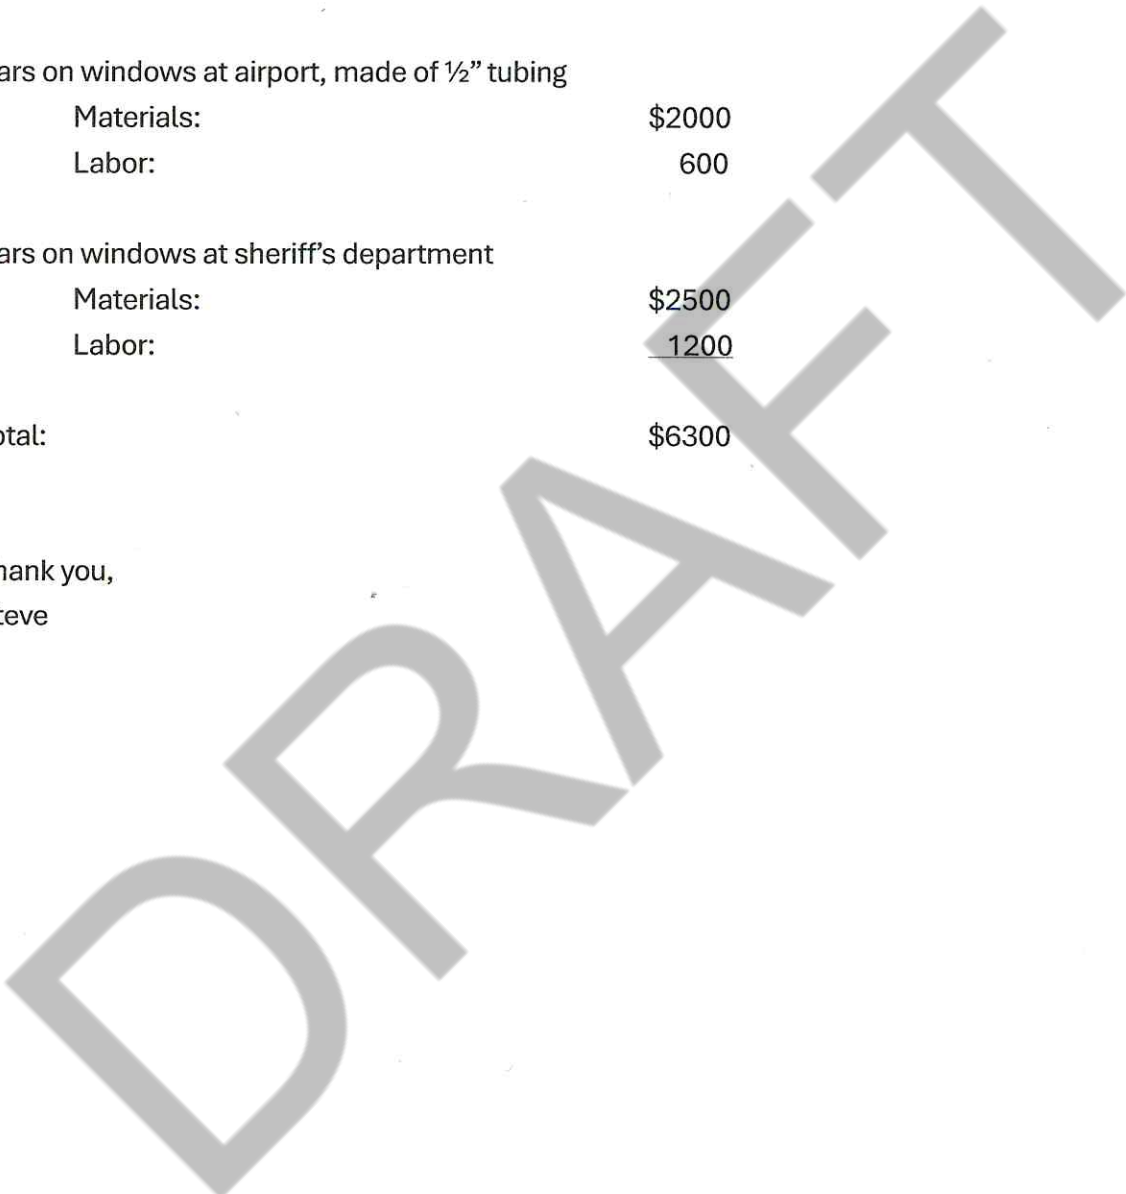 ars on windows at airport, made of ½” tubing
Materials: $2000
Labor: 600
ars on windows at sheriff’s department
Materials: $2500
Labor: 1200
otal: $6300
hank you,
teve
DRAFT